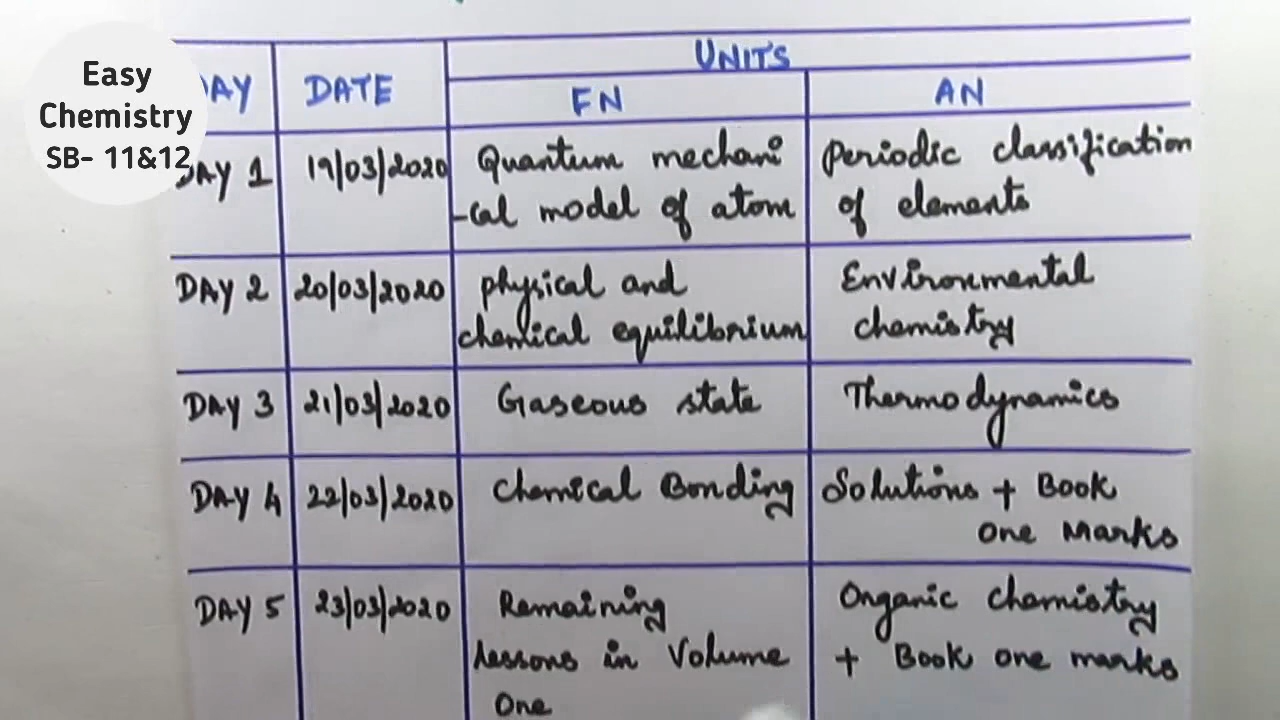 Easy
Chemistry
SB- 11&12
DAY DATE UNITS
FN AN
DAY 1 19/03/2020 Quantum mechani Periodic classification
-cal model of atom of elements
DAY 2 20/03/2020 physical and Environmental
chemical equilibrium chemistry
DAY 3 21/03/2020 Gaseous state Thermodynamics
DAY 4 22/03/2020 Chemical Bonding Solutions + Book
one Marks
DAY 5 23/03/2020 Remaining Organic chemistry
lessons in Volume + Book one marks
One